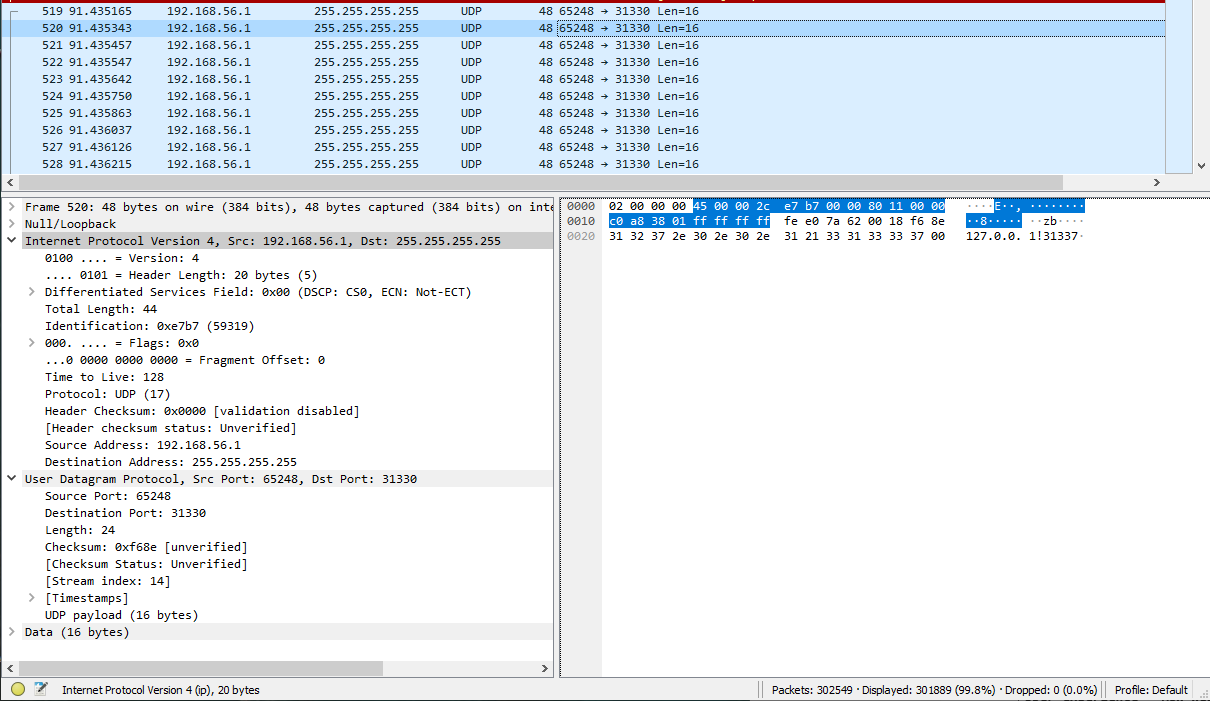 519 91.435165 192.168.56.1 255.255.255.255 UDP 48 65248 → 31330 Len=16
520 91.435343 192.168.56.1 255.255.255.255 UDP 48 65248 → 31330 Len=16
521 91.435457 192.168.56.1 255.255.255.255 UDP 48 65248 → 31330 Len=16
522 91.435547 192.168.56.1 255.255.255.255 UDP 48 65248 → 31330 Len=16
523 91.435642 192.168.56.1 255.255.255.255 UDP 48 65248 → 31330 Len=16
524 91.435750 192.168.56.1 255.255.255.255 UDP 48 65248 → 31330 Len=16
525 91.435863 192.168.56.1 255.255.255.255 UDP 48 65248 → 31330 Len=16
526 91.436037 192.168.56.1 255.255.255.255 UDP 48 65248 → 31330 Len=16
527 91.436126 192.168.56.1 255.255.255.255 UDP 48 65248 → 31330 Len=16
528 91.436215 192.168.56.1 255.255.255.255 UDP 48 65248 → 31330 Len=16
Frame 520: 48 bytes on wire (384 bits), 48 bytes captured (384 bits) on inte
Null/Loopback
Internet Protocol Version 4, Src: 192.168.56.1, Dst: 255.255.255.255
0100 .... = Version: 4
.... 0101 = Header Length: 20 bytes (5)
Differentiated Services Field: 0x00 (DSCP: CS0, ECN: Not-ECT)
Total Length: 44
Identification: 0xe7b7 (59319)
000. .... = Flags: 0x0
...0 0000 0000 0000 = Fragment Offset: 0
Time to Live: 128
Protocol: UDP (17)
Header Checksum: 0x0000 [validation disabled]
[Header checksum status: Unverified]
Source Address: 192.168.56.1
Destination Address: 255.255.255.255
User Datagram Protocol, Src Port: 65248, Dst Port: 31330
Source Port: 65248
Destination Port: 31330
Length: 24
Checksum: 0xf68e [unverified]
[Checksum Status: Unverified]
[Stream index: 14]
[Timestamps]
UDP payload (16 bytes)
Data (16 bytes)
0000 02 00 00 00 45 00 00 2c e7 b7 00 00 80 11 00 00 ····E··, ········
0010 c0 a8 38 01 ff ff ff ff fe e0 7a 62 00 18 f6 8e ··8····· ··zb····
0020 31 32 37 2e 30 2e 30 2e 31 21 33 31 33 33 37 00 127.0.0. 1!31337·
Internet Protocol Version 4 (ip), 20 bytes
Packets: 302549 · Displayed: 301889 (99.8%) · Dropped: 0 (0.0%)
Profile: Default